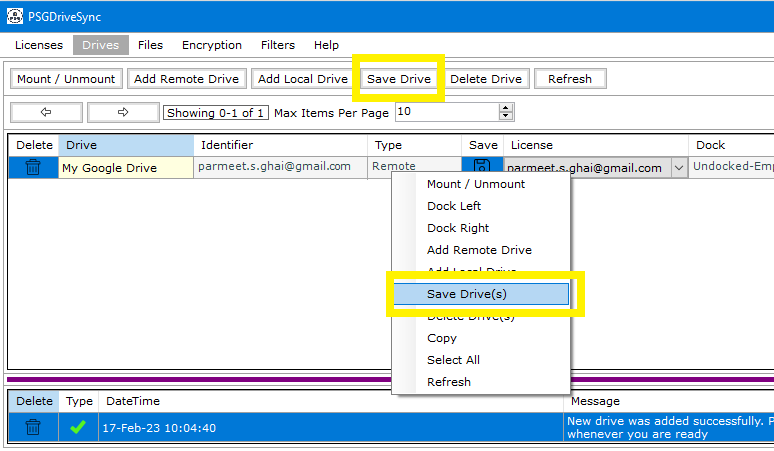 PSGDriveSync
Licenses Drives Files Encryption Filters Help
Mount / Unmount Add Remote Drive Add Local Drive Save Drive Delete Drive Refresh
Showing 0-1 of 1 Max Items Per Page 10
Delete Drive Identifier Type Save License Dock
My Google Drive parmeet.s.ghai@gmail.com Remote parmeet.s.ghai@gmail.com Undocked-Emp
Mount / Unmount
Dock Left
Dock Right
Add Remote Drive
Add Local Drive
Save Drive(s)
Delete Drive(s)
Copy
Select All
Refresh
Delete Type DateTime Message
17-Feb-23 10:04:40 New drive was added successfully. P
whenever you are ready